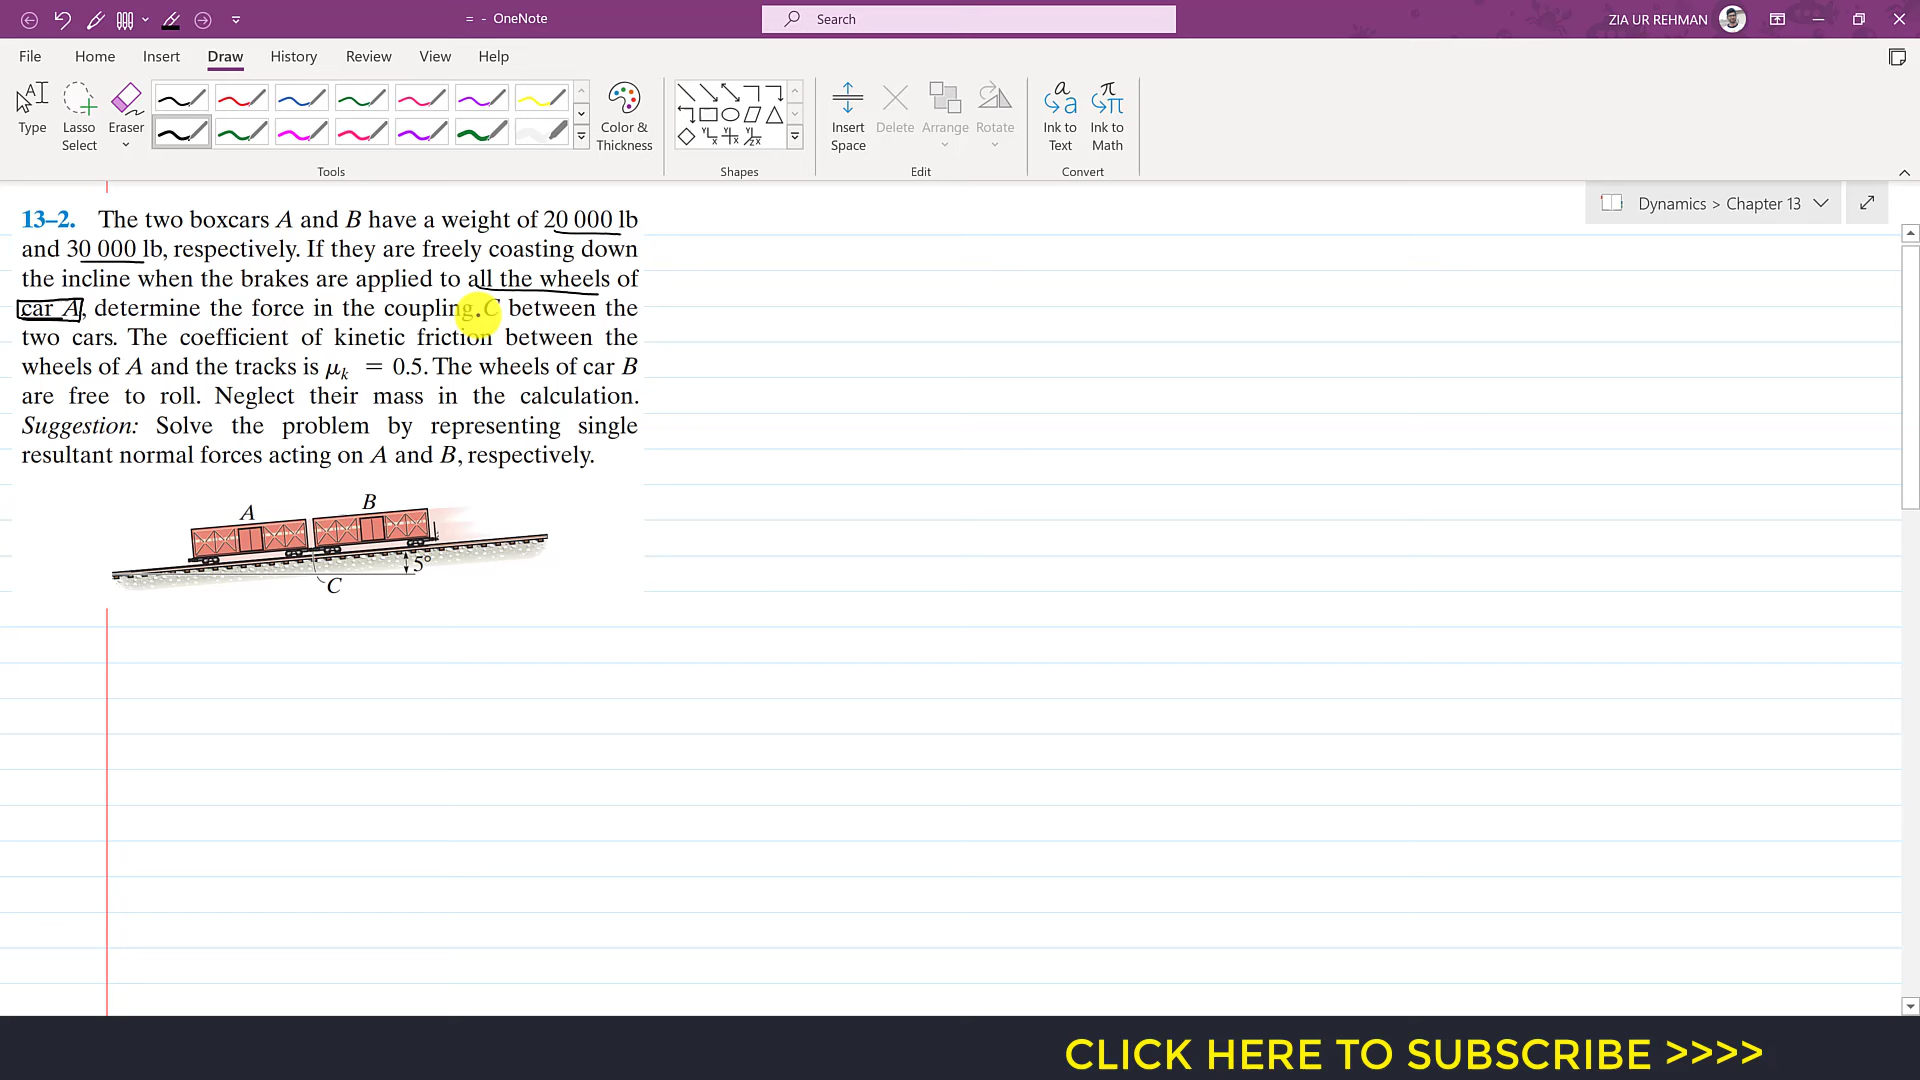 = - OneNote
Search
ZIA UR REHMAN
File Home Insert Draw History Review View Help
Type
Lasso Select
Eraser
Color & Thickness
Insert Space
Delete
Arrange
Rotate
Ink to Text
Ink to Math
Tools
Shapes
Edit
Convert
Dynamics > Chapter 13
13–2. The two boxcars A and B have a weight of 20 000 lb
and 30 000 lb, respectively. If they are freely coasting down
the incline when the brakes are applied to all the wheels of
car A, determine the force in the coupling C between the
two cars. The coefficient of kinetic friction between the
wheels of A and the tracks is μk = 0.5. The wheels of car B
are free to roll. Neglect their mass in the calculation.
Suggestion: Solve the problem by representing single
resultant normal forces acting on A and B, respectively.
A
B
5°
C
CLICK HERE TO SUBSCRIBE >>>>